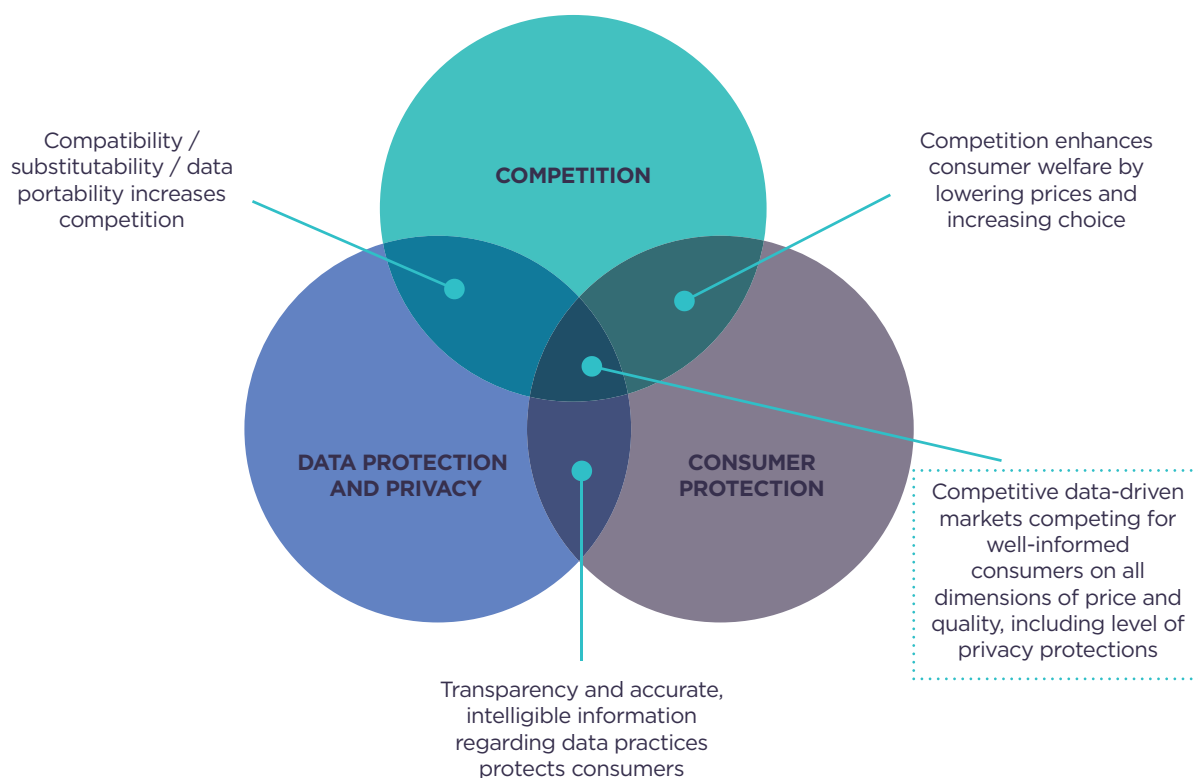 COMPETITION
Compatibility /
substitutability / data
portability increases
competition
Competition enhances
consumer welfare by
lowering prices and
increasing choice
DATA PROTECTION
AND PRIVACY
CONSUMER
PROTECTION
Competitive data-driven
markets competing for
well-informed
consumers on all
dimensions of price and
quality, including level of
privacy protections
Transparency and accurate,
intelligible information
regarding data practices
protects consumers